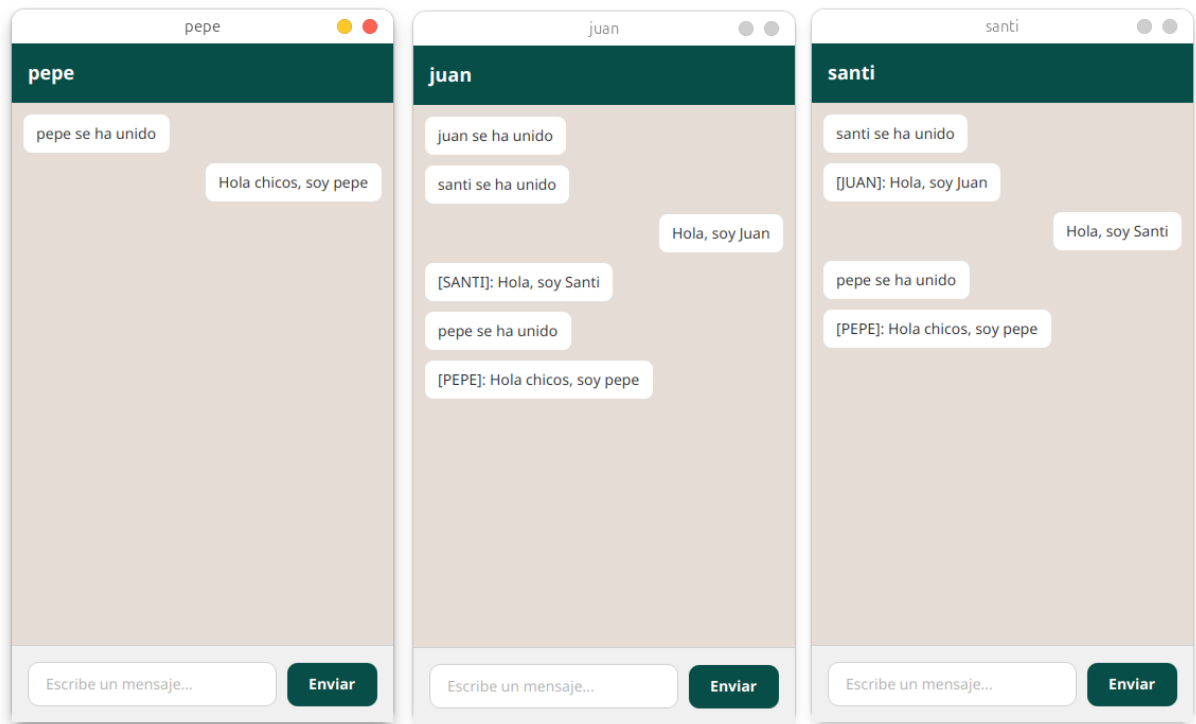 pepe
pepe
pepe se ha unido
Hola chicos, soy pepe
Escribe un mensaje...
Enviar
juan
juan
juan se ha unido
santi se ha unido
Hola, soy Juan
[SANTI]: Hola, soy Santi
pepe se ha unido
[PEPE]: Hola chicos, soy pepe
Escribe un mensaje...
Enviar
santi
santi
santi se ha unido
[JUAN]: Hola, soy Juan
Hola, soy Santi
pepe se ha unido
[PEPE]: Hola chicos, soy pepe
Escribe un mensaje...
Enviar